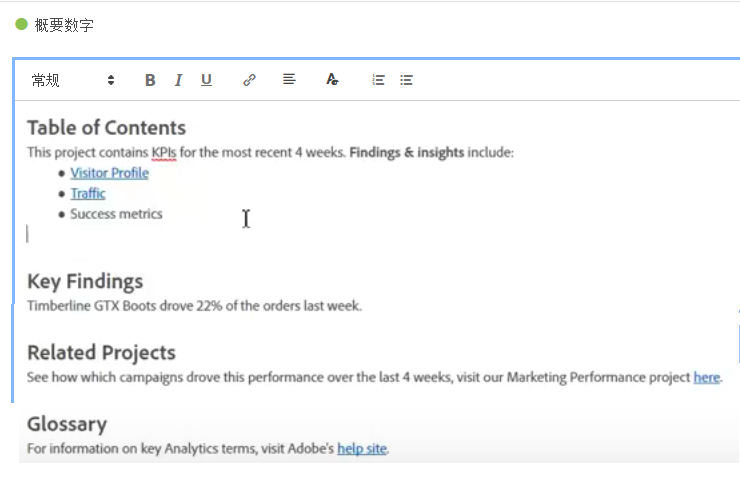 概要数字
常规 B I U A
Table of Contents
This project contains KPIs for the most recent 4 weeks. Findings & insights include:
• Visitor Profile
• Traffic
• Success metrics
Key Findings
Timberline GTX Boots drove 22% of the orders last week.
Related Projects
See how which campaigns drove this performance over the last 4 weeks, visit our Marketing Performance project here.
Glossary
For information on key Analytics terms, visit Adobe's help site.